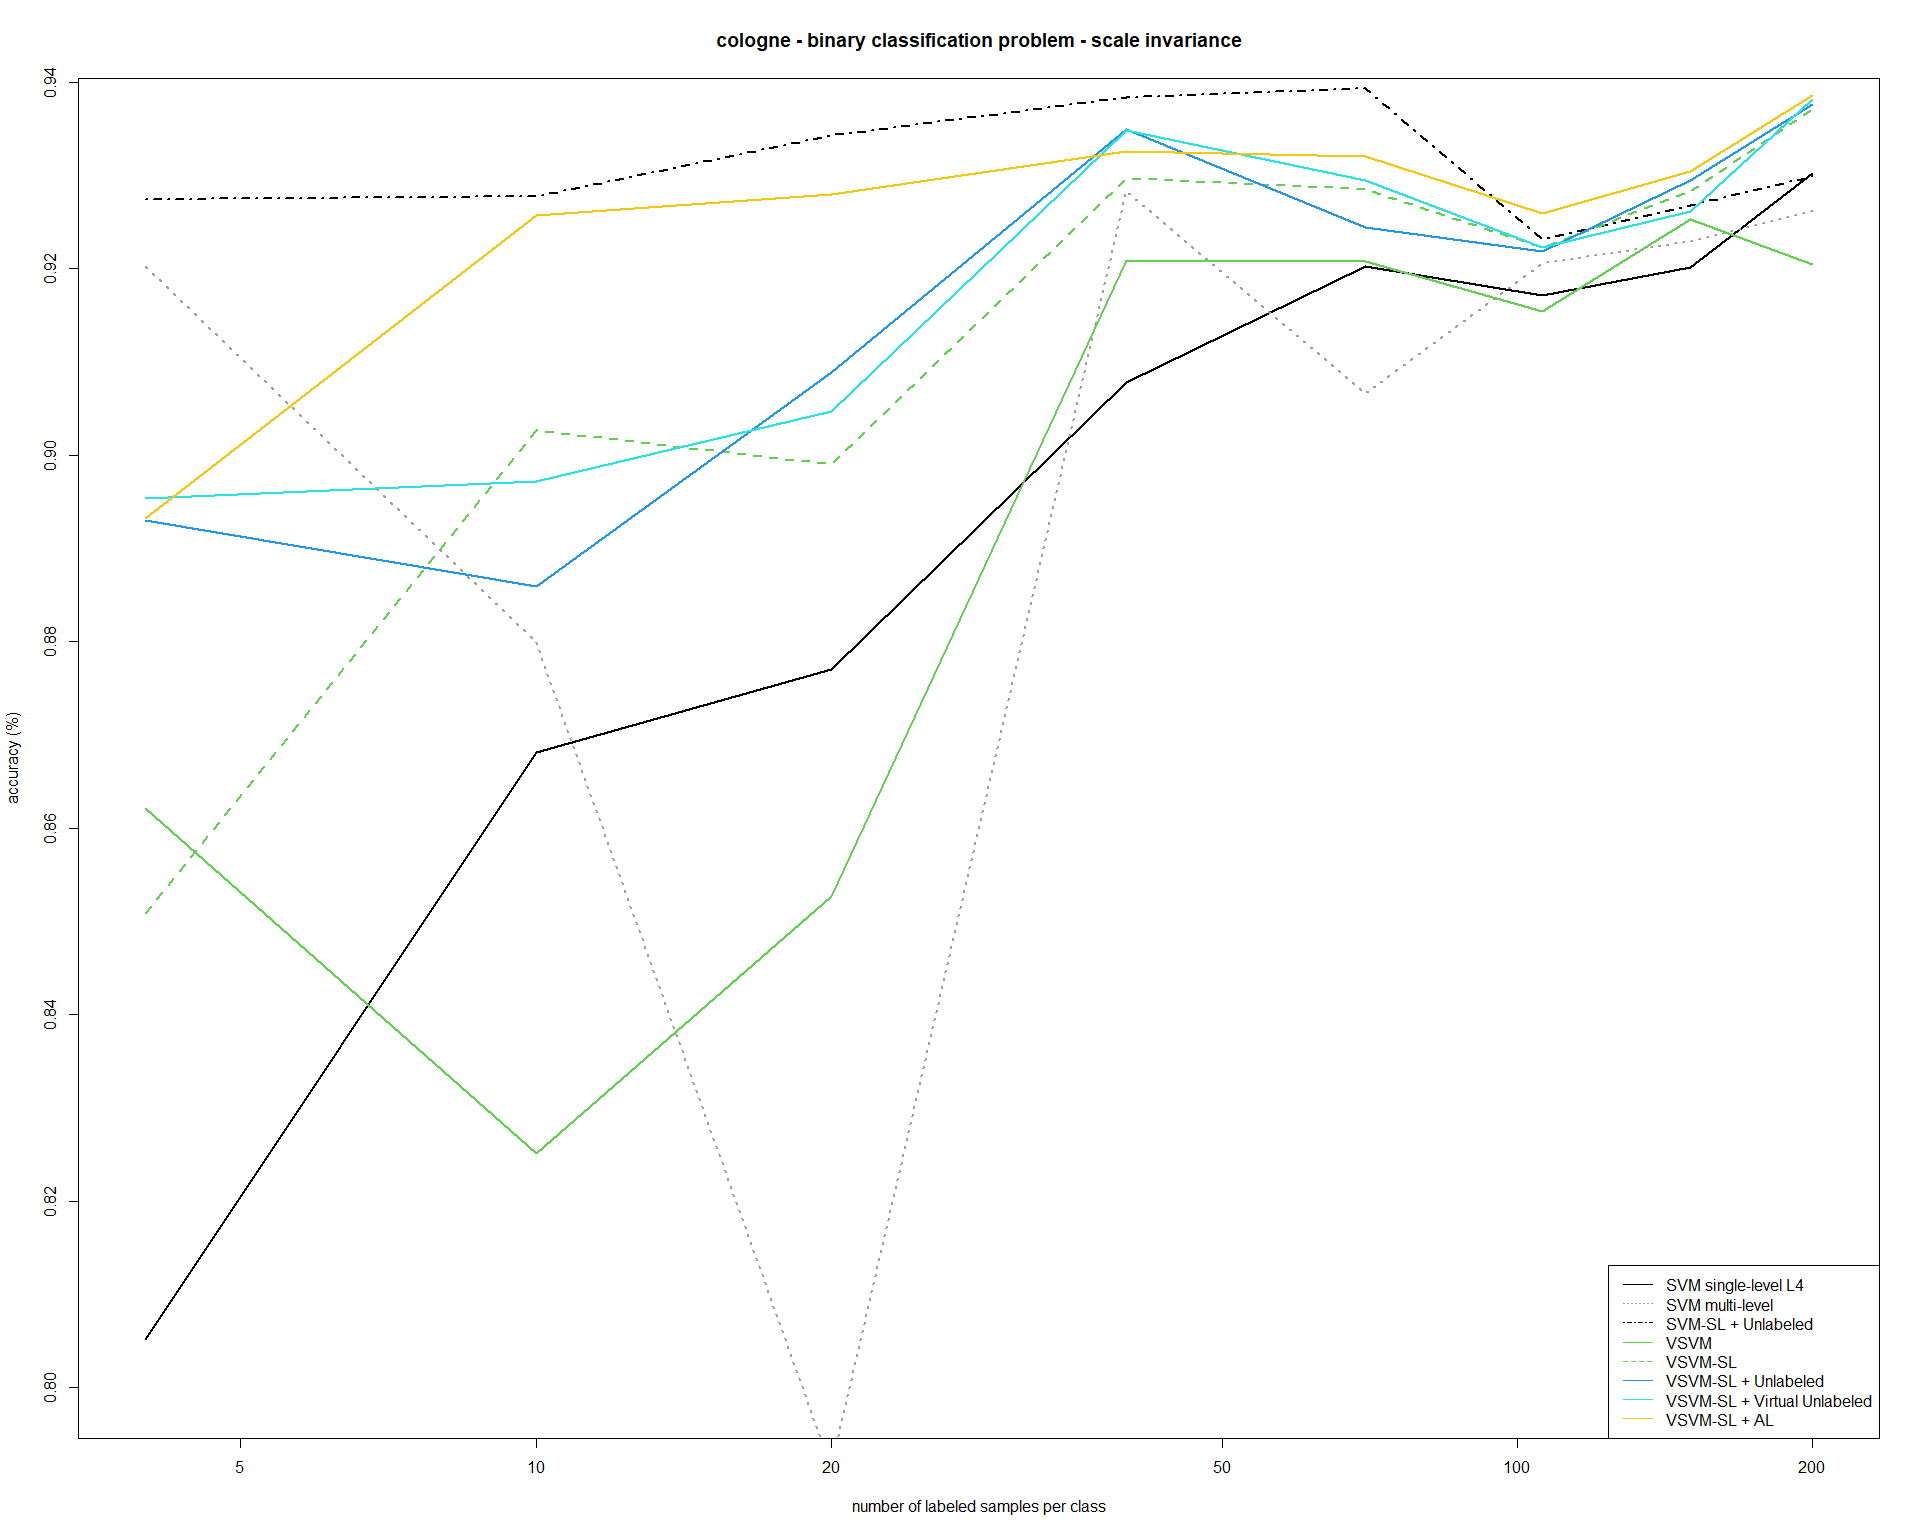 cologne - binary classification problem - scale invariance
0.94
0.92
0.90
0.88
0.86
0.84
0.82
0.80
accuracy (%)
5 10 20 50 100 200
number of labeled samples per class
SVM single-level L4
SVM multi-level
SVM-SL + Unlabeled
VSVM
VSVM-SL
VSVM-SL + Unlabeled
VSVM-SL + Virtual Unlabeled
VSVM-SL + AL